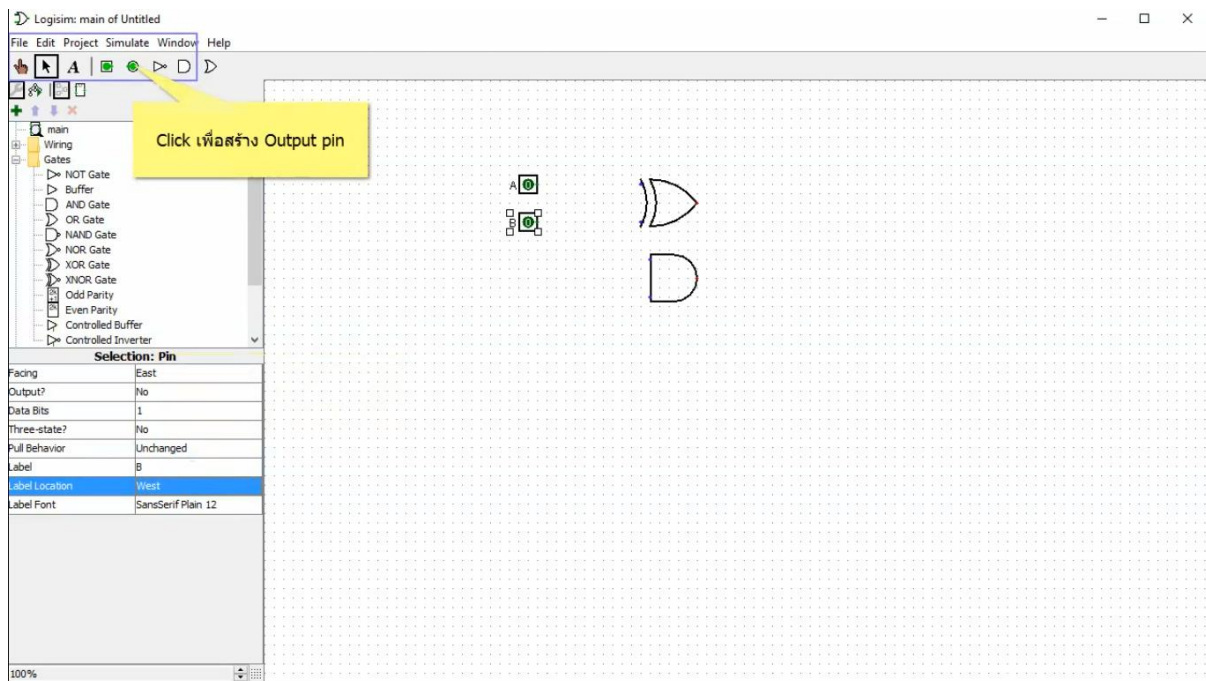 Logisim: main of Untitled
File Edit Project Simulate Window Help
A
Click เพื่อสร้าง Output pin
main
Wiring
Gates
NOT Gate
Buffer
AND Gate
OR Gate
NAND Gate
NOR Gate
XOR Gate
XNOR Gate
Odd Parity
Even Parity
Controlled Buffer
Controlled Inverter
A 0
B 0
Selection: Pin
Facing East
Output? No
Data Bits 1
Three-state? No
Pull Behavior Unchanged
Label B
Label Location West
Label Font SansSerif Plain 12
100%